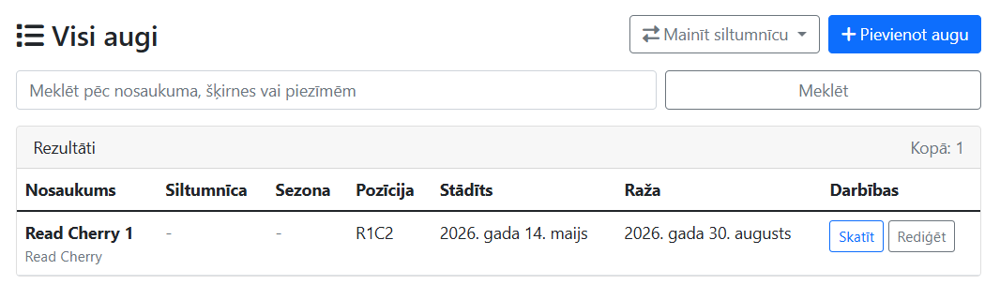 Visi augi
Mainīt siltumnīcu
Pievienot augu
Meklēt pēc nosaukuma, šķirnes vai piezīmēm
Meklēt
Rezultāti
Kopā: 1
Nosaukums Siltumnīca Sezona Pozīcija Stādīts Raža Darbības
Read Cherry 1 - - R1C2 2026. gada 14. maijs 2026. gada 30. augusts Skatīt Rediģēt
Read Cherry